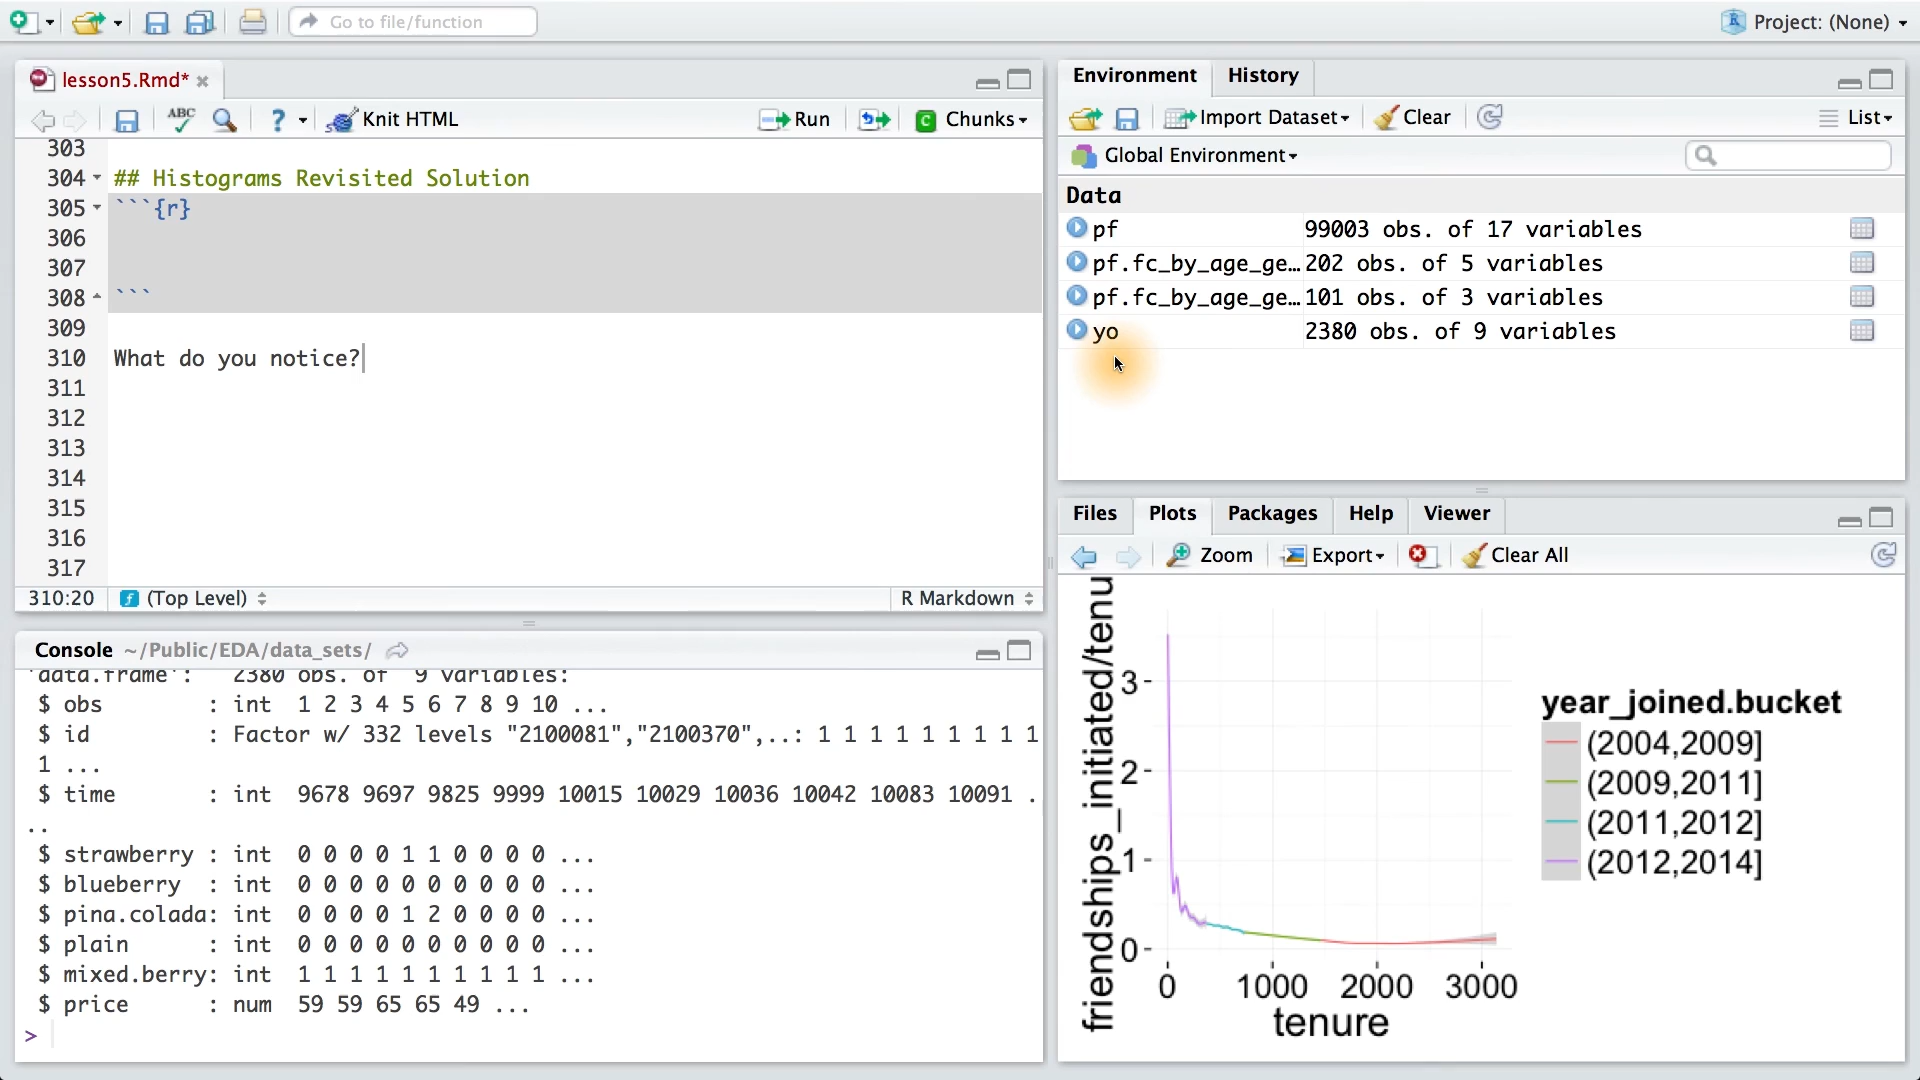 Go to file/function
Project: (None)
lesson5.Rmd*
ABC
? Knit HTML
Run
C Chunks
303
304 ## Histograms Revisited Solution
305 ```{r}
306
307
308 ```
309
310 What do you notice?
311
312
313
314
315
316
317
310:20 (Top Level) R Markdown
Console ~/Public/EDA/data_sets/
'data.frame': 2380 obs. of 9 variables:
$ obs : int 1 2 3 4 5 6 7 8 9 10 ...
$ id : Factor w/ 332 levels "2100081","2100370",..: 1 1 1 1 1 1 1 1 1
1 ...
$ time : int 9678 9697 9825 9999 10015 10029 10036 10042 10083 10091 .
..
$ strawberry : int 0 0 0 0 1 1 0 0 0 0 ...
$ blueberry : int 0 0 0 0 0 0 0 0 0 0 ...
$ pina.colada: int 0 0 0 0 1 2 0 0 0 0 ...
$ plain : int 0 0 0 0 0 0 0 0 0 0 ...
$ mixed.berry: int 1 1 1 1 1 1 1 1 1 1 ...
$ price : num 59 59 65 65 49 ...
>
Environment History
Import Dataset Clear List
Global Environment
Data
pf 99003 obs. of 17 variables
pf.fc_by_age_ge… 202 obs. of 5 variables
pf.fc_by_age_ge… 101 obs. of 3 variables
yo 2380 obs. of 9 variables
Files Plots Packages Help Viewer
Zoom Export Clear All
friendships_initiated/tenu
3
2
1
0
0 1000 2000 3000
tenure
year_joined.bucket
(2004,2009]
(2009,2011]
(2011,2012]
(2012,2014]